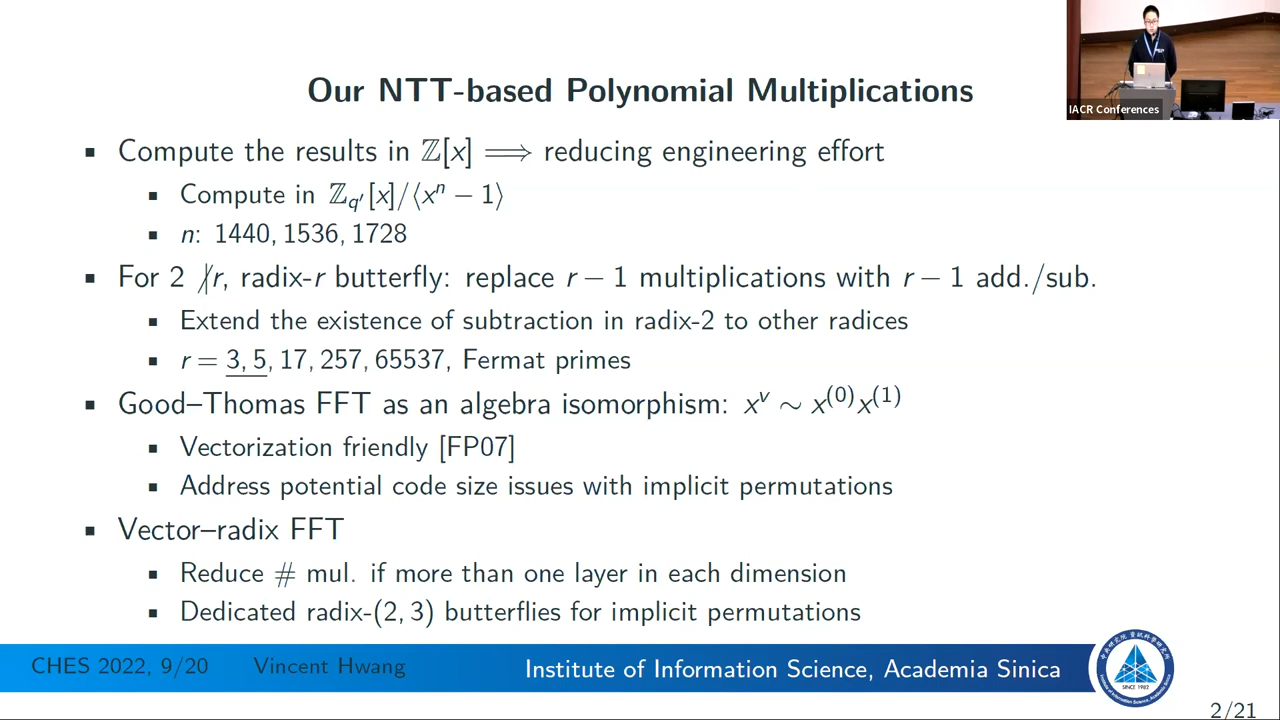 IACR Conferences
Our NTT-based Polynomial Multiplications
▪ Compute the results in ℤ[x] ⟹ reducing engineering effort
▪ Compute in ℤ_{q′}[x]/⟨xⁿ − 1⟩
▪ n: 1440, 1536, 1728
▪ For 2 ∤ r, radix-r butterfly: replace r − 1 multiplications with r − 1 add./sub.
▪ Extend the existence of subtraction in radix-2 to other radices
▪ r = 3, 5, 17, 257, 65537, Fermat primes
▪ Good–Thomas FFT as an algebra isomorphism: x^v ∼ x^(0)x^(1)
▪ Vectorization friendly [FP07]
▪ Address potential code size issues with implicit permutations
▪ Vector–radix FFT
▪ Reduce # mul. if more than one layer in each dimension
▪ Dedicated radix-(2, 3) butterflies for implicit permutations
CHES 2022, 9/20 Vincent Hwang Institute of Information Science, Academia Sinica
SINCE 1982
2/21